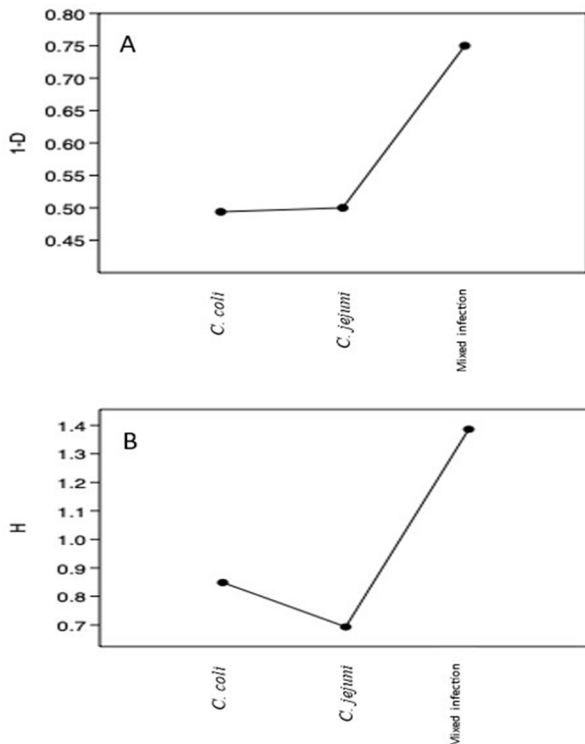 A
1-D
0.80
0.75
0.70
0.65
0.60
0.55
0.50
0.45
C. coli
C. jejuni
Mixed infection
B
H
1.4
1.3
1.2
1.1
1.0
0.9
0.8
0.7
C. coli
C. jejuni
Mixed infection